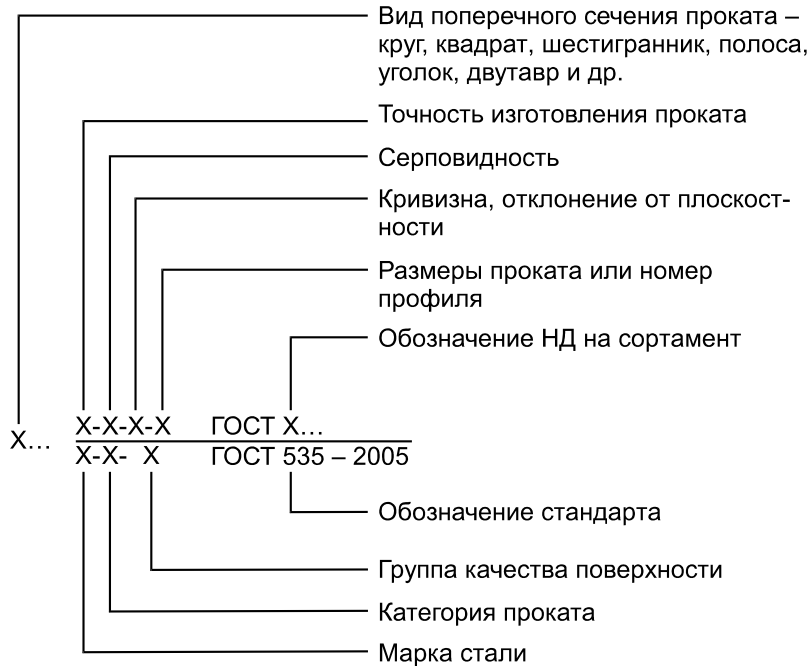 Вид поперечного сечения проката –
круг, квадрат, шестигранник, полоса,
уголок, двутавр и др.
Точность изготовления проката
Серповидность
Кривизна, отклонение от плоскост-
ности
Размеры проката или номер
профиля
Обозначение НД на сортамент
Х-Х-Х-Х ГОСТ Х...
Х...
Х-Х- Х ГОСТ 535 – 2005
Обозначение стандарта
Группа качества поверхности
Категория проката
Марка стали